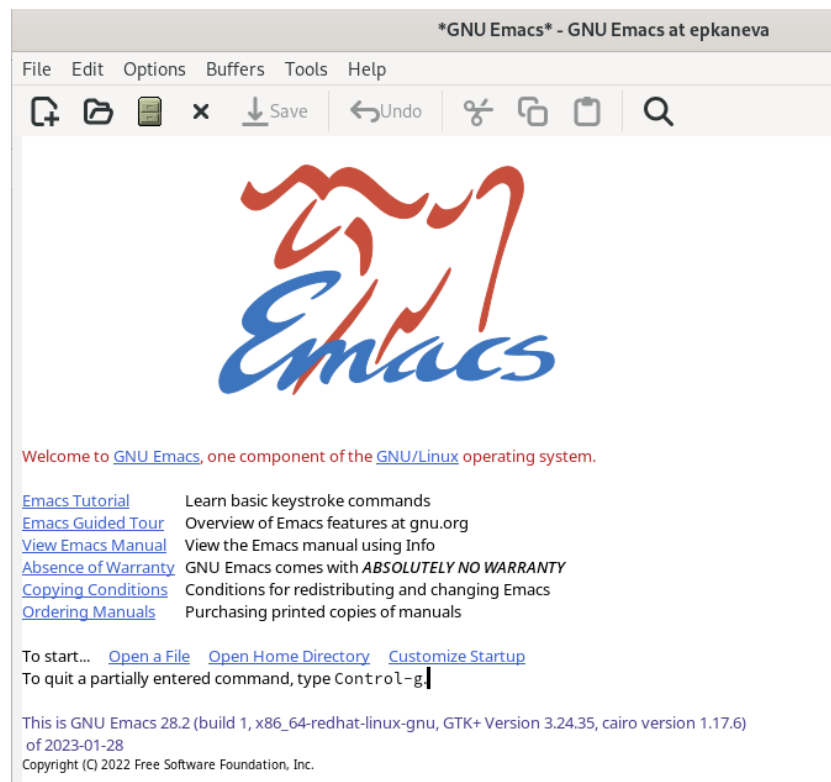 *GNU Emacs* - GNU Emacs at epkaneva
File Edit Options Buffers Tools Help
Save Undo
Emacs
Welcome to GNU Emacs, one component of the GNU/Linux operating system.
Emacs Tutorial Learn basic keystroke commands
Emacs Guided Tour Overview of Emacs features at gnu.org
View Emacs Manual View the Emacs manual using Info
Absence of Warranty GNU Emacs comes with ABSOLUTELY NO WARRANTY
Copying Conditions Conditions for redistributing and changing Emacs
Ordering Manuals Purchasing printed copies of manuals
To start... Open a File Open Home Directory Customize Startup
To quit a partially entered command, type Control-g.
This is GNU Emacs 28.2 (build 1, x86_64-redhat-linux-gnu, GTK+ Version 3.24.35, cairo version 1.17.6)
of 2023-01-28
Copyright (C) 2022 Free Software Foundation, Inc.